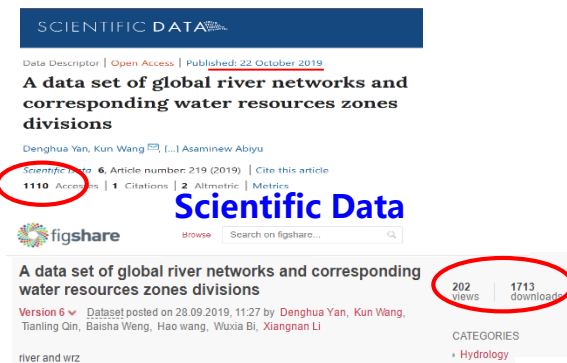 SCIENTIFIC DATA
Data Descriptor | Open Access | Published: 22 October 2019
A data set of global river networks and
corresponding water resources zones
divisions
Denghua Yan, Kun Wang, [...] Asaminew Abiyu
Scientific Data 6, Article number: 219 (2019) | Cite this article
1110 Accesses | 1 Citations | 2 Altmetric | Metrics
Scientific Data
figshare Browse Search on figshare...
A data set of global river networks and corresponding
water resources zones divisions
202 views 1713 downloads
Version 6 Dataset posted on 28.09.2019, 11:27 by Denghua Yan, Kun Wang,
Tianling Qin, Baisha Weng, Hao wang, Wuxia Bi, Xiangnan Li
CATEGORIES
river and wrz
Hydrology